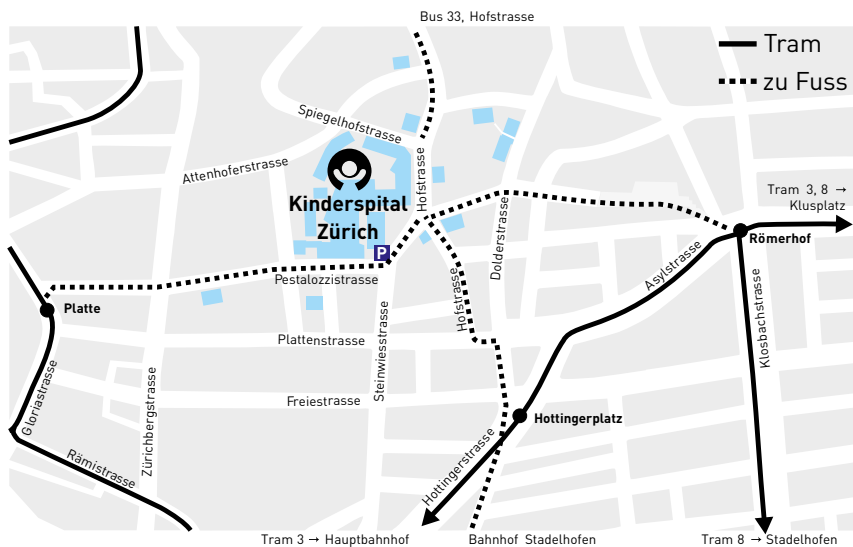 Bus 33, Hofstrasse
Tram
zu Fuss
Spiegelhofstrasse
Attenhoferstrasse
Hofstrasse
Kinderspital
Zürich
P
Tram 3, 8 →
Klusplatz
Römerhof
Dolderstrasse
Asylstrasse
Pestalozzistrasse
Hofstrasse
Platte
Plattenstrasse
Steinwiesstrasse
Klosbachstrasse
Gloriastrasse
Zürichbergstrasse
Freiestrasse
Hottingerplatz
Hottingerstrasse
Rämistrasse
Tram 3 → Hauptbahnhof
Bahnhof Stadelhofen
Tram 8 → Stadelhofen